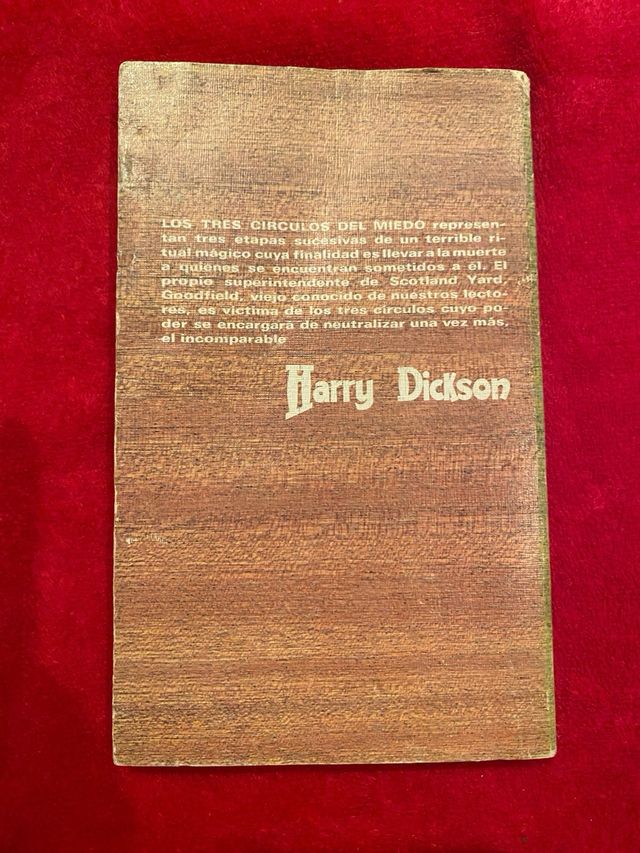 LOS TRES CIRCULOS DEL MIEDO represen-
tan tres etapas sucesivas de un terrible ri-
tual mágico cuya finalidad es llevar a la muerte
a quienes se encuentran sometidos a él. El
propio superintendente de Scotland Yard,
Goodfield, viejo conocido de nuestros lecto-
res, es víctima de los tres círculos cuyo po-
der se encargará de neutralizar una vez más,
el incomparable
Harry Dickson